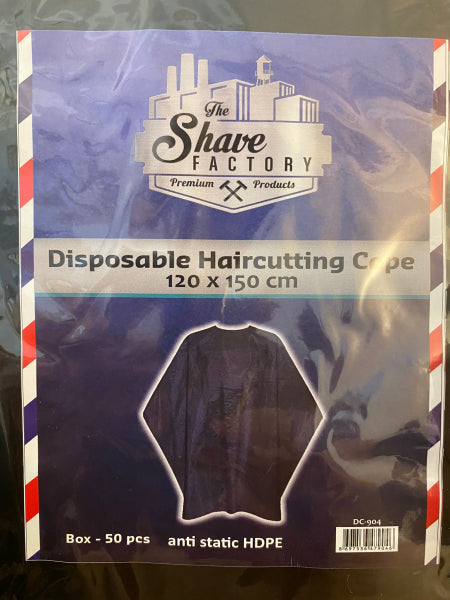 The
Shave
FACTORY
Premium Products
Disposable Haircutting Cape
120 x 150 cm
DC-904
Box - 50 pcs anti static HDPE